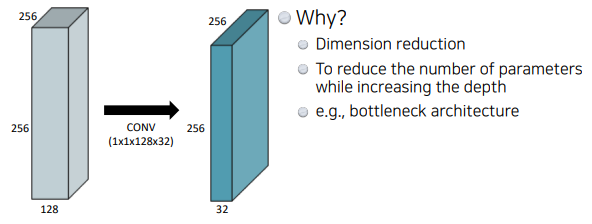 256
256
128
CONV
(1x1x128x32)
256
256
32
Why?
Dimension reduction
To reduce the number of parameters
while increasing the depth
e.g., bottleneck architecture